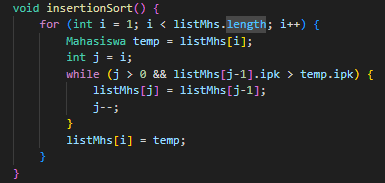 void insertionSort() {
    for (int i = 1; i < listMhs.length; i++) {
        Mahasiswa temp = listMhs[i];
        int j = i;
        while (j > 0 && listMhs[j-1].ipk > temp.ipk) {
            listMhs[j] = listMhs[j-1];
            j--;
        }
        listMhs[i] = temp;
    }
}